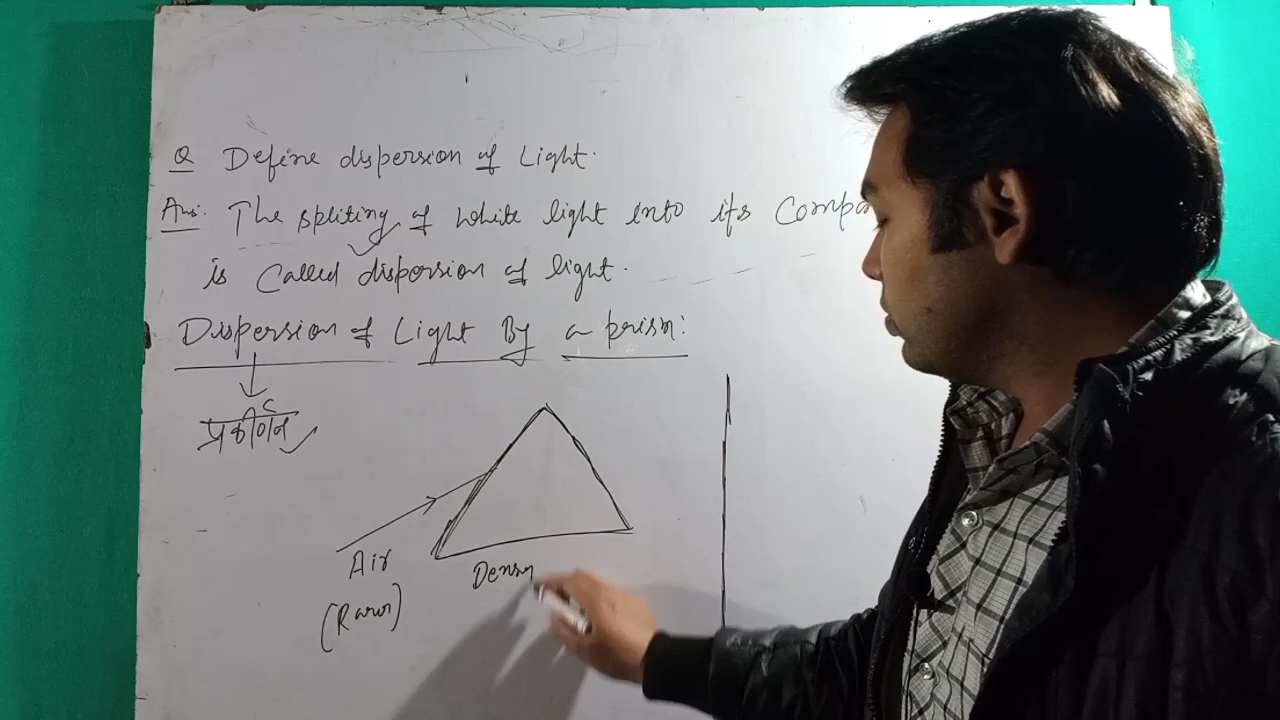 Q Define dispersion of Light.
Ans: The spliting of white light into its Compo
is Called dispersion of light.
Dispersion of Light By a prism:
प्रकीर्णन
Air
(Rarer)
Dense